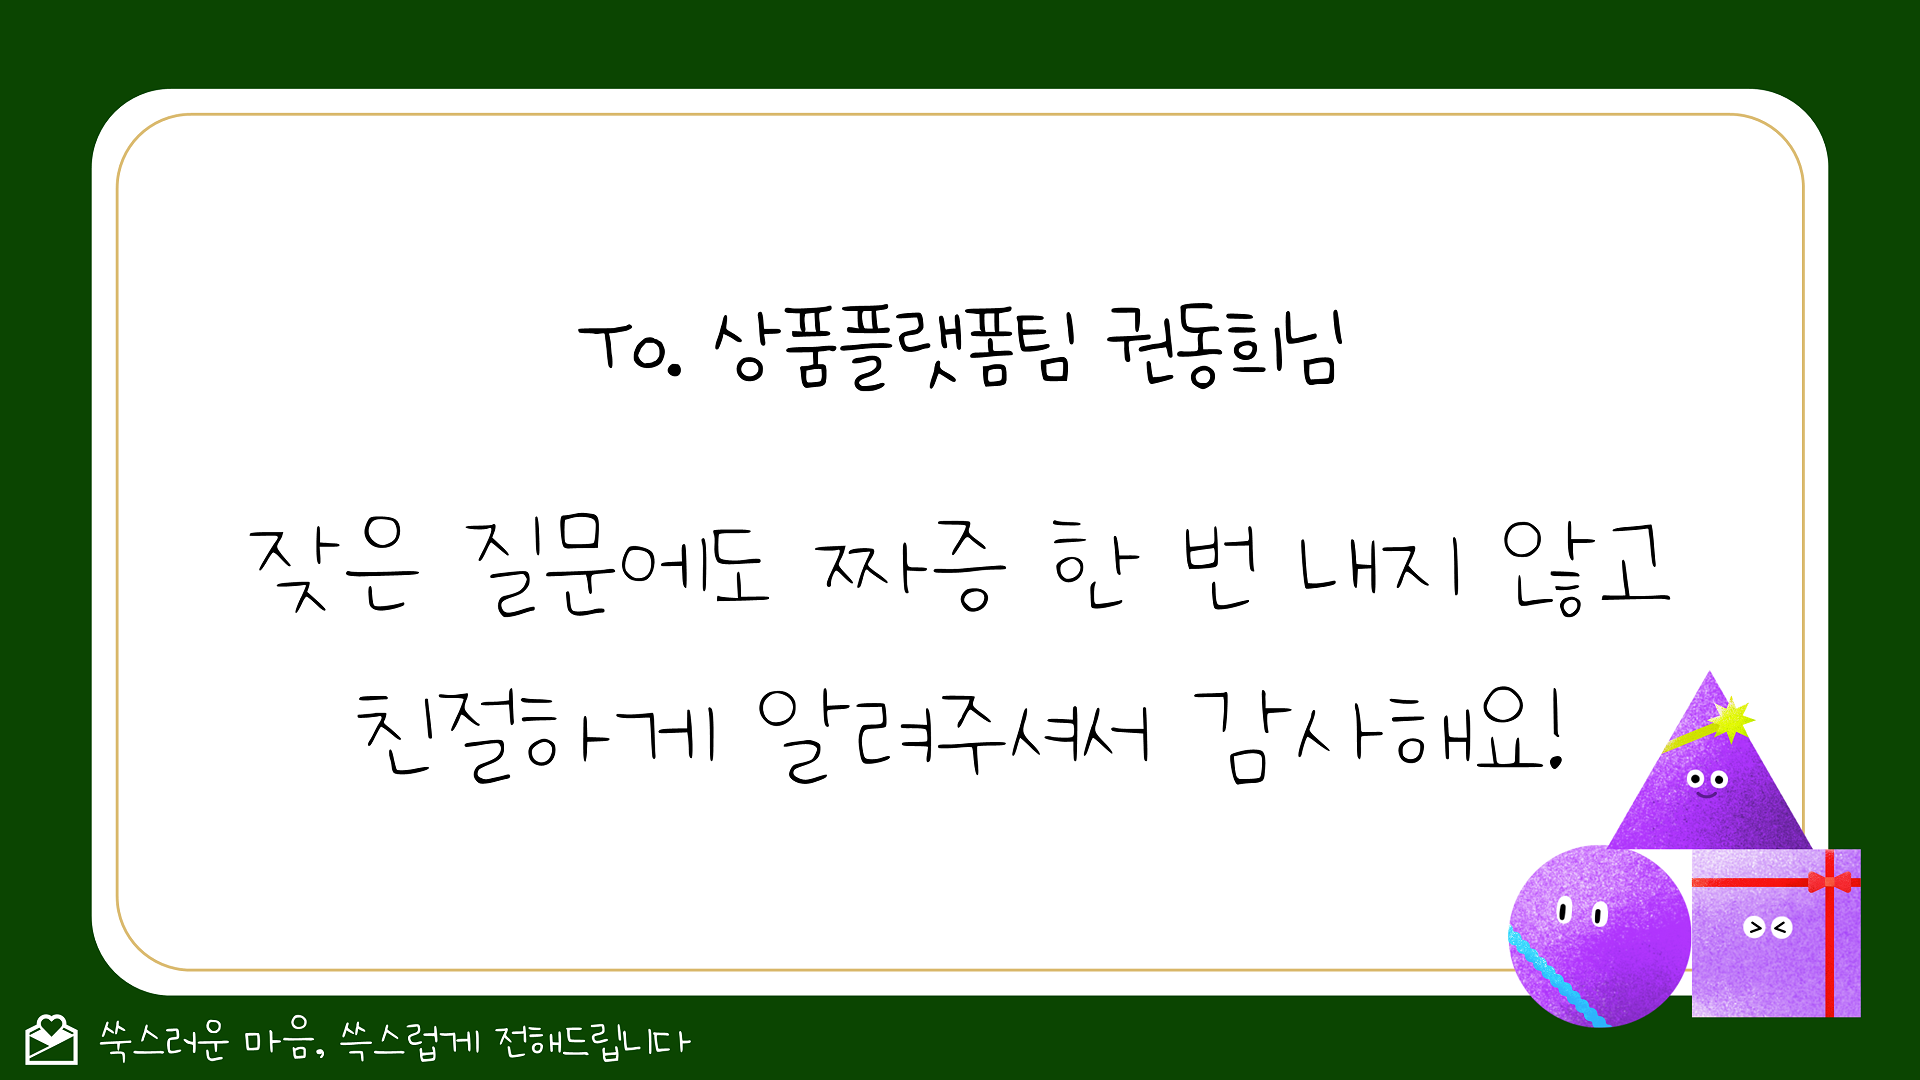 To. 상품플랫폼팀 권동희님
잦은 질문에도 짜증 한 번 내지 않고
친절하게 알려주셔서 감사해요!
쑥스러운 마음, 쓱스럽게 전해드립니다